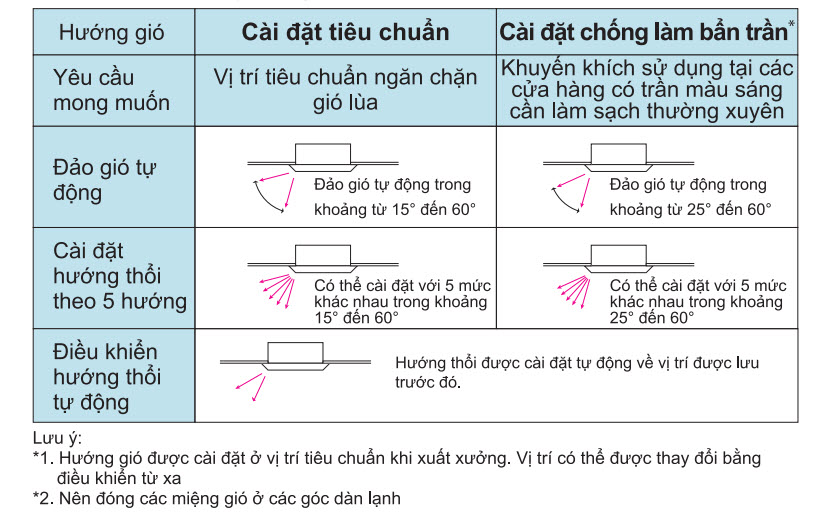 Hướng gió
Cài đặt tiêu chuẩn
Cài đặt chống làm bẩn trần*
Yêu cầu
mong muốn
Vị trí tiêu chuẩn ngăn chặn
gió lùa
Khuyến khích sử dụng tại các
cửa hàng có trần màu sáng
cần làm sạch thường xuyên
Đảo gió tự
động
Đảo gió tự động trong
khoảng từ 15° đến 60°
Đảo gió tự động trong
khoảng từ 25° đến 60°
Cài đặt
hướng thổi
theo 5 hướng
Có thể cài đặt với 5 mức
khác nhau trong khoảng
15° đến 60°
Có thể cài đặt với 5 mức
khác nhau trong khoảng
25° đến 60°
Điều khiển
hướng thổi
tự động
Hướng thổi được cài đặt tự động về vị trí được lưu
trước đó.
Lưu ý:
*1. Hướng gió được cài đặt ở vị trí tiêu chuẩn khi xuất xưởng. Vị trí có thể được thay đổi bằng
điều khiển từ xa
*2. Nên đóng các miệng gió ở các góc dàn lạnh